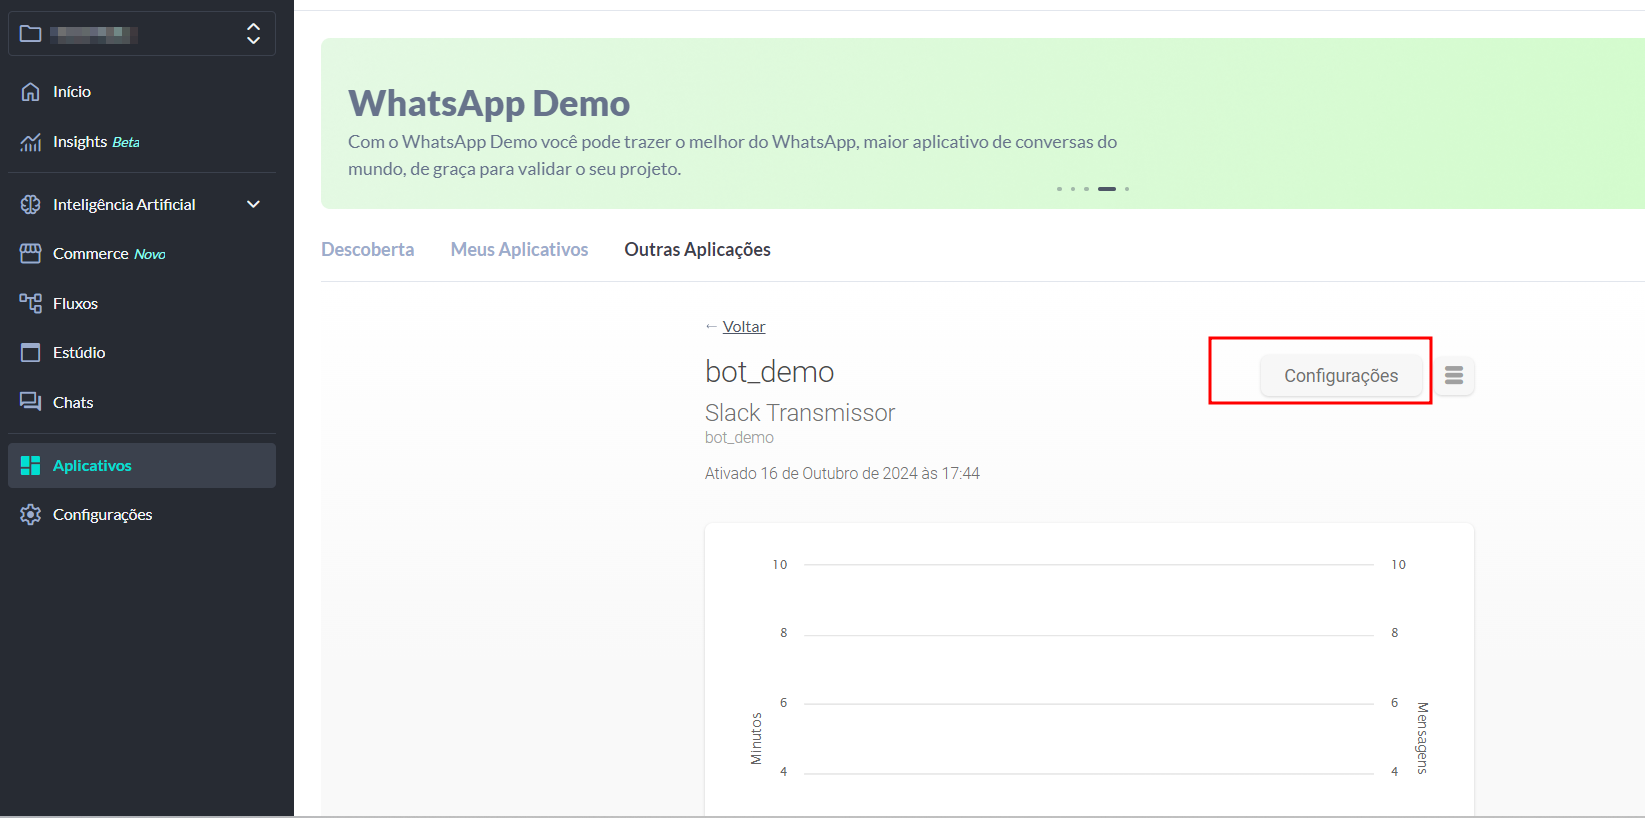 Início
Insights Beta
Inteligência Artificial
Commerce Novo
Fluxos
Estúdio
Chats
Aplicativos
Configurações
WhatsApp Demo
Com o WhatsApp Demo você pode trazer o melhor do WhatsApp, maior aplicativo de conversas do
mundo, de graça para validar o seu projeto.
Descoberta Meus Aplicativos Outras Aplicações
← Voltar
bot_demo
Configurações
Slack Transmissor
bot_demo
Ativado 16 de Outubro de 2024 às 17:44
10 10
8 8
6 6
4 4
Minutos
Mensagens